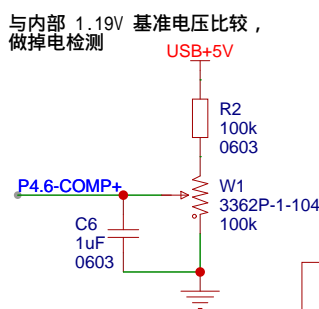 与内部 1.19V 基准电压比较，
做掉电检测
USB+5V
R2
100k
0603
P4.6-COMP+
W1
3362P-1-104
100k
C6
1uF
0603